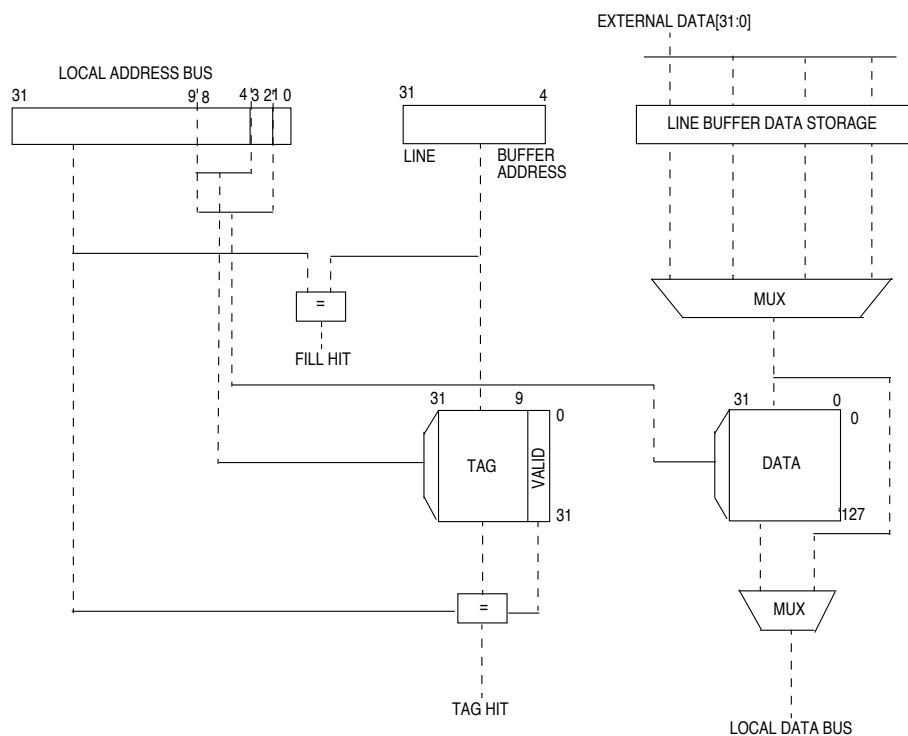 EXTERNAL DATA[31:0]
LOCAL ADDRESS BUS
31 9 8 4 3 2 1 0
31 4
LINE BUFFER DATA STORAGE
LINE BUFFER
ADDRESS
MUX
=
FILL HIT
31 9
0
31 0
0
TAG
VALID
DATA
31
127
=
MUX
TAG HIT
LOCAL DATA BUS